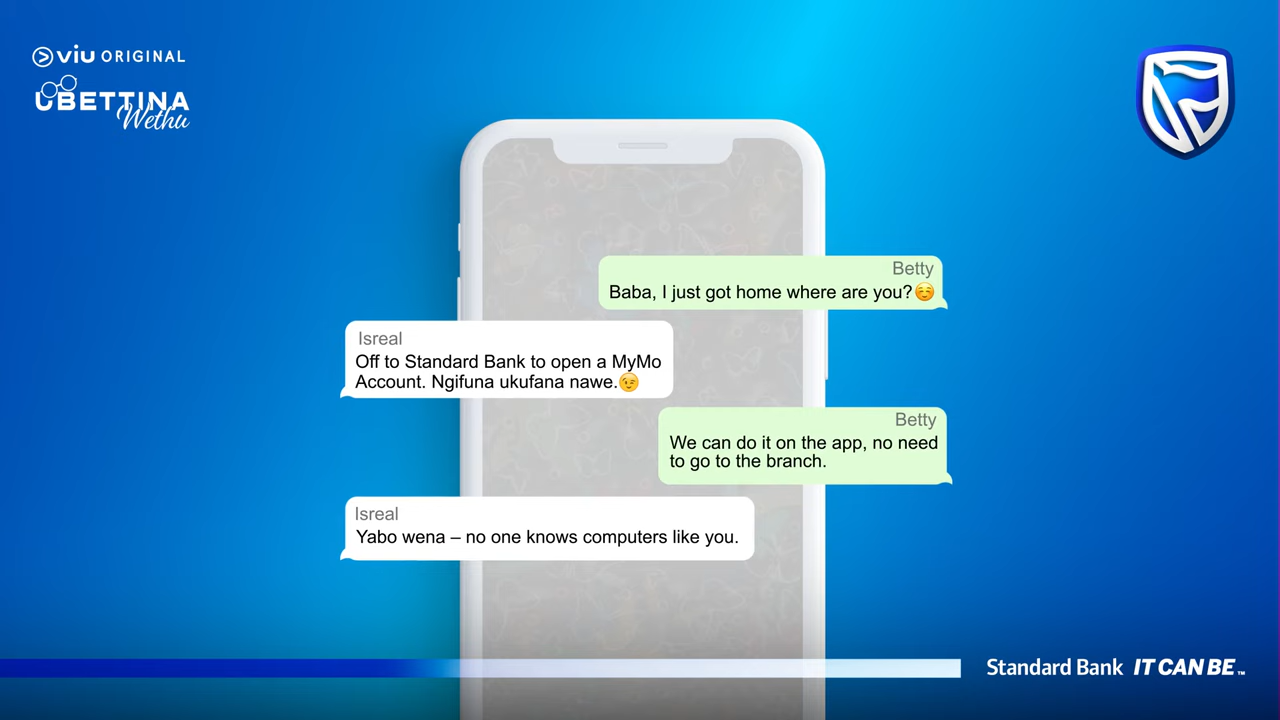 viu ORIGINAL
UBETTINA
Wethu
Betty
Baba, I just got home where are you?☺️
Isreal
Off to Standard Bank to open a MyMo
Account. Ngifuna ukufana nawe.😉
Betty
We can do it on the app, no need
to go to the branch.
Isreal
Yabo wena – no one knows computers like you.
Standard Bank IT CAN BE™